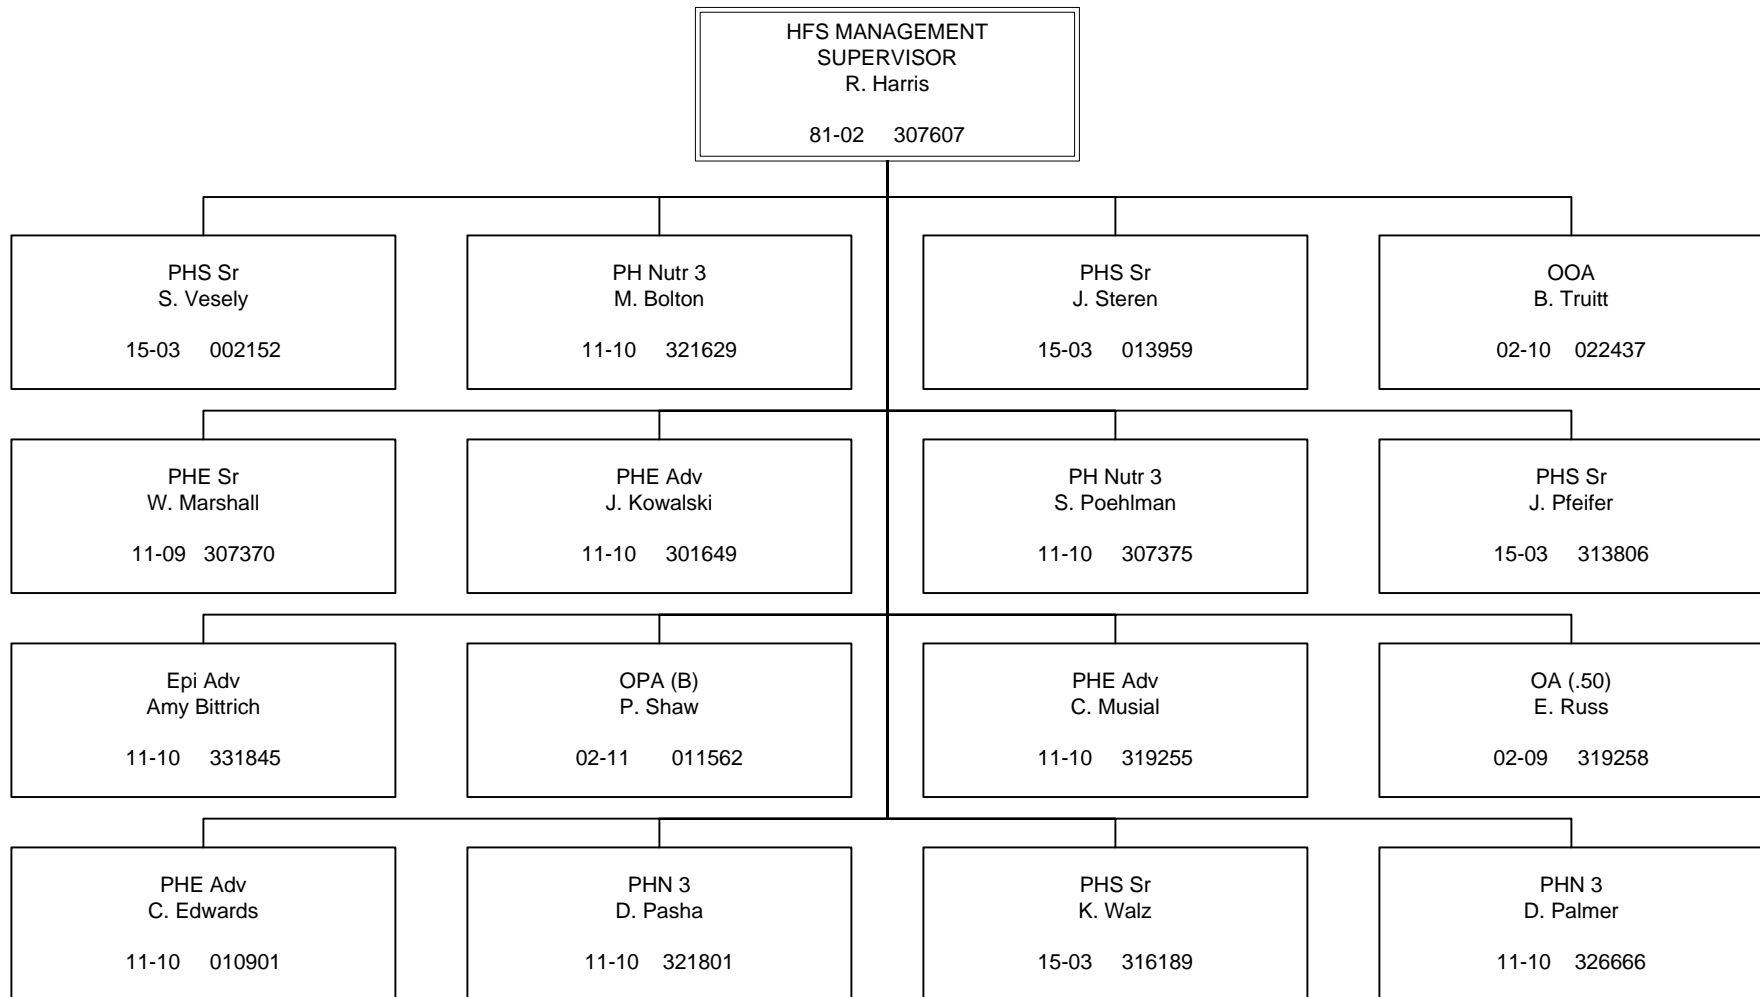 HFS MANAGEMENT
SUPERVISOR
R. Harris
81-02 307607
PHS Sr
S. Vesely
15-03 002152
PH Nutr 3
M. Bolton
11-10 321629
PHS Sr
J. Steren
15-03 013959
OOA
B. Truitt
02-10 022437
PHE Sr
W. Marshall
11-09 307370
PHE Adv
J. Kowalski
11-10 301649
PH Nutr 3
S. Poehlman
11-10 307375
PHS Sr
J. Pfeifer
15-03 313806
Epi Adv
Amy Bittrich
11-10 331845
OPA (B)
P. Shaw
02-11 011562
PHE Adv
C. Musial
11-10 319255
OA (.50)
E. Russ
02-09 319258
PHE Adv
C. Edwards
11-10 010901
PHN 3
D. Pasha
11-10 321801
PHS Sr
K. Walz
15-03 316189
PHN 3
D. Palmer
11-10 326666